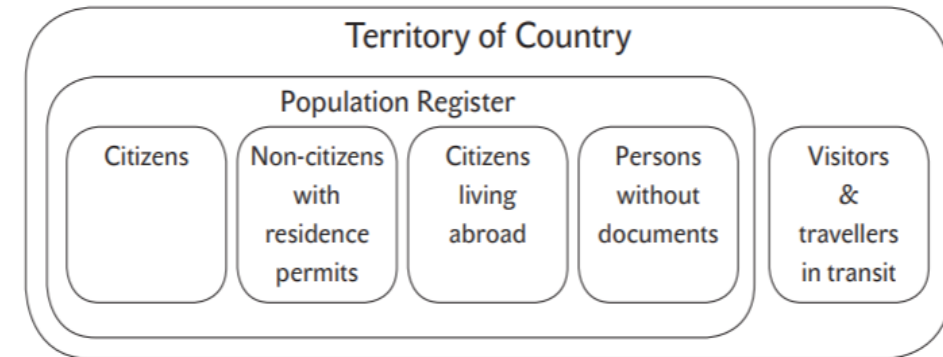 Territory of Country
Population Register
Citizens
Non-citizens
with
residence
permits
Citizens
living
abroad
Persons
without
documents
Visitors
&
travellers
in transit